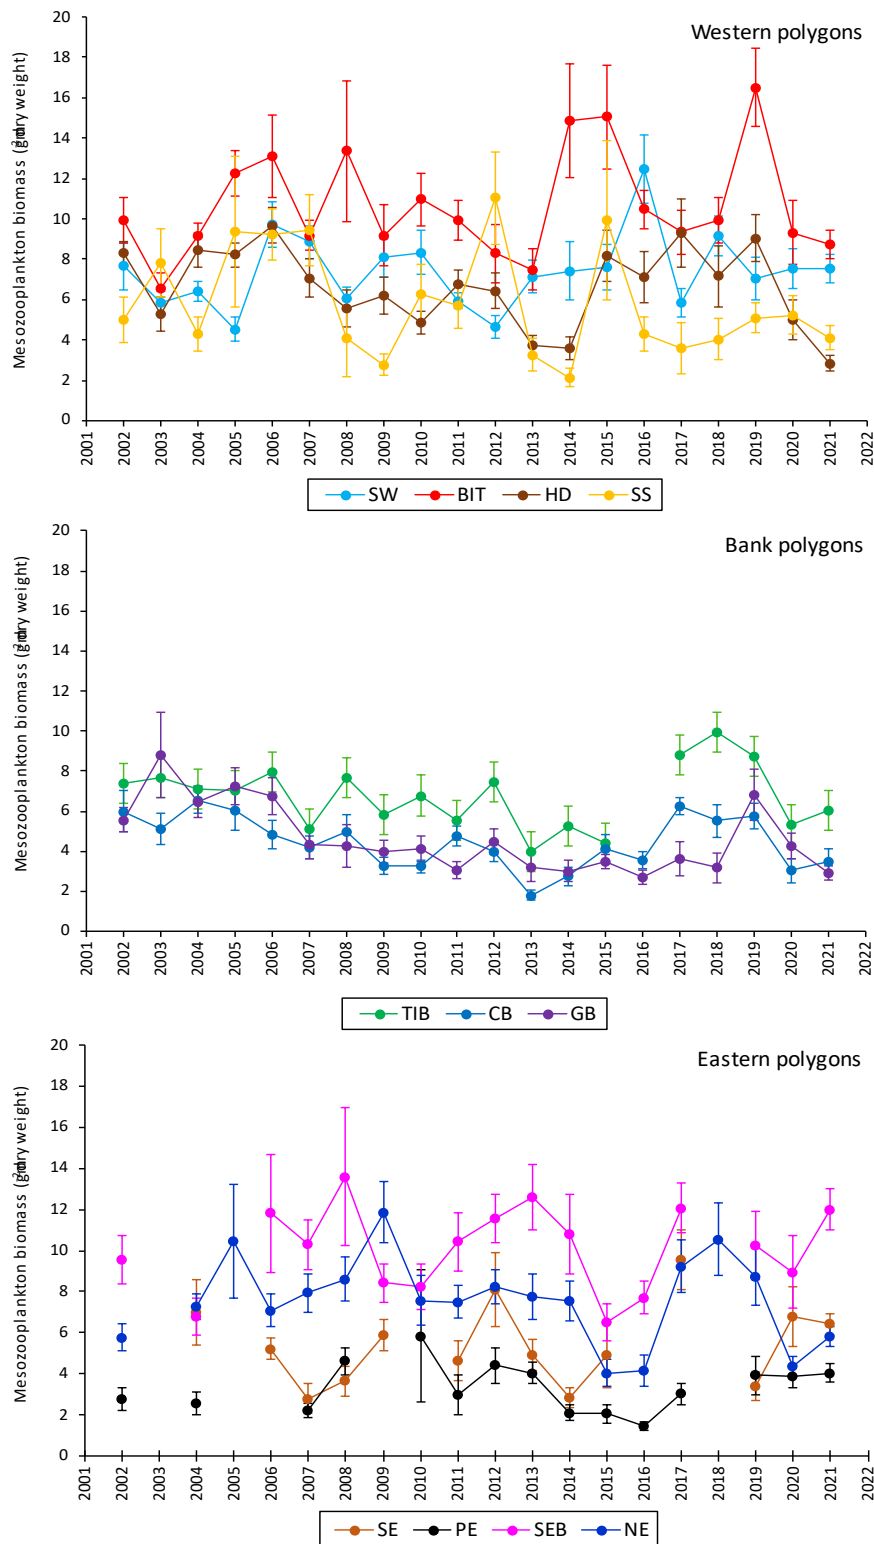 Western polygons
Mesozooplankton biomass (g dry weight)
20
18
16
14
12
10
8
6
4
2
0
2001 2002 2003 2004 2005 2006 2007 2008 2009 2010 2011 2012 2013 2014 2015 2016 2017 2018 2019 2020 2021 2022
SW BIT HD SS
Bank polygons
Mesozooplankton biomass (g dry weight)
20
18
16
14
12
10
8
6
4
2
0
2001 2002 2003 2004 2005 2006 2007 2008 2009 2010 2011 2012 2013 2014 2015 2016 2017 2018 2019 2020 2021 2022
TIB CB GB
Eastern polygons
Mesozooplankton biomass (g dry weight)
20
18
16
14
12
10
8
6
4
2
0
2001 2002 2003 2004 2005 2006 2007 2008 2009 2010 2011 2012 2013 2014 2015 2016 2017 2018 2019 2020 2021 2022
SE PE SEB NE